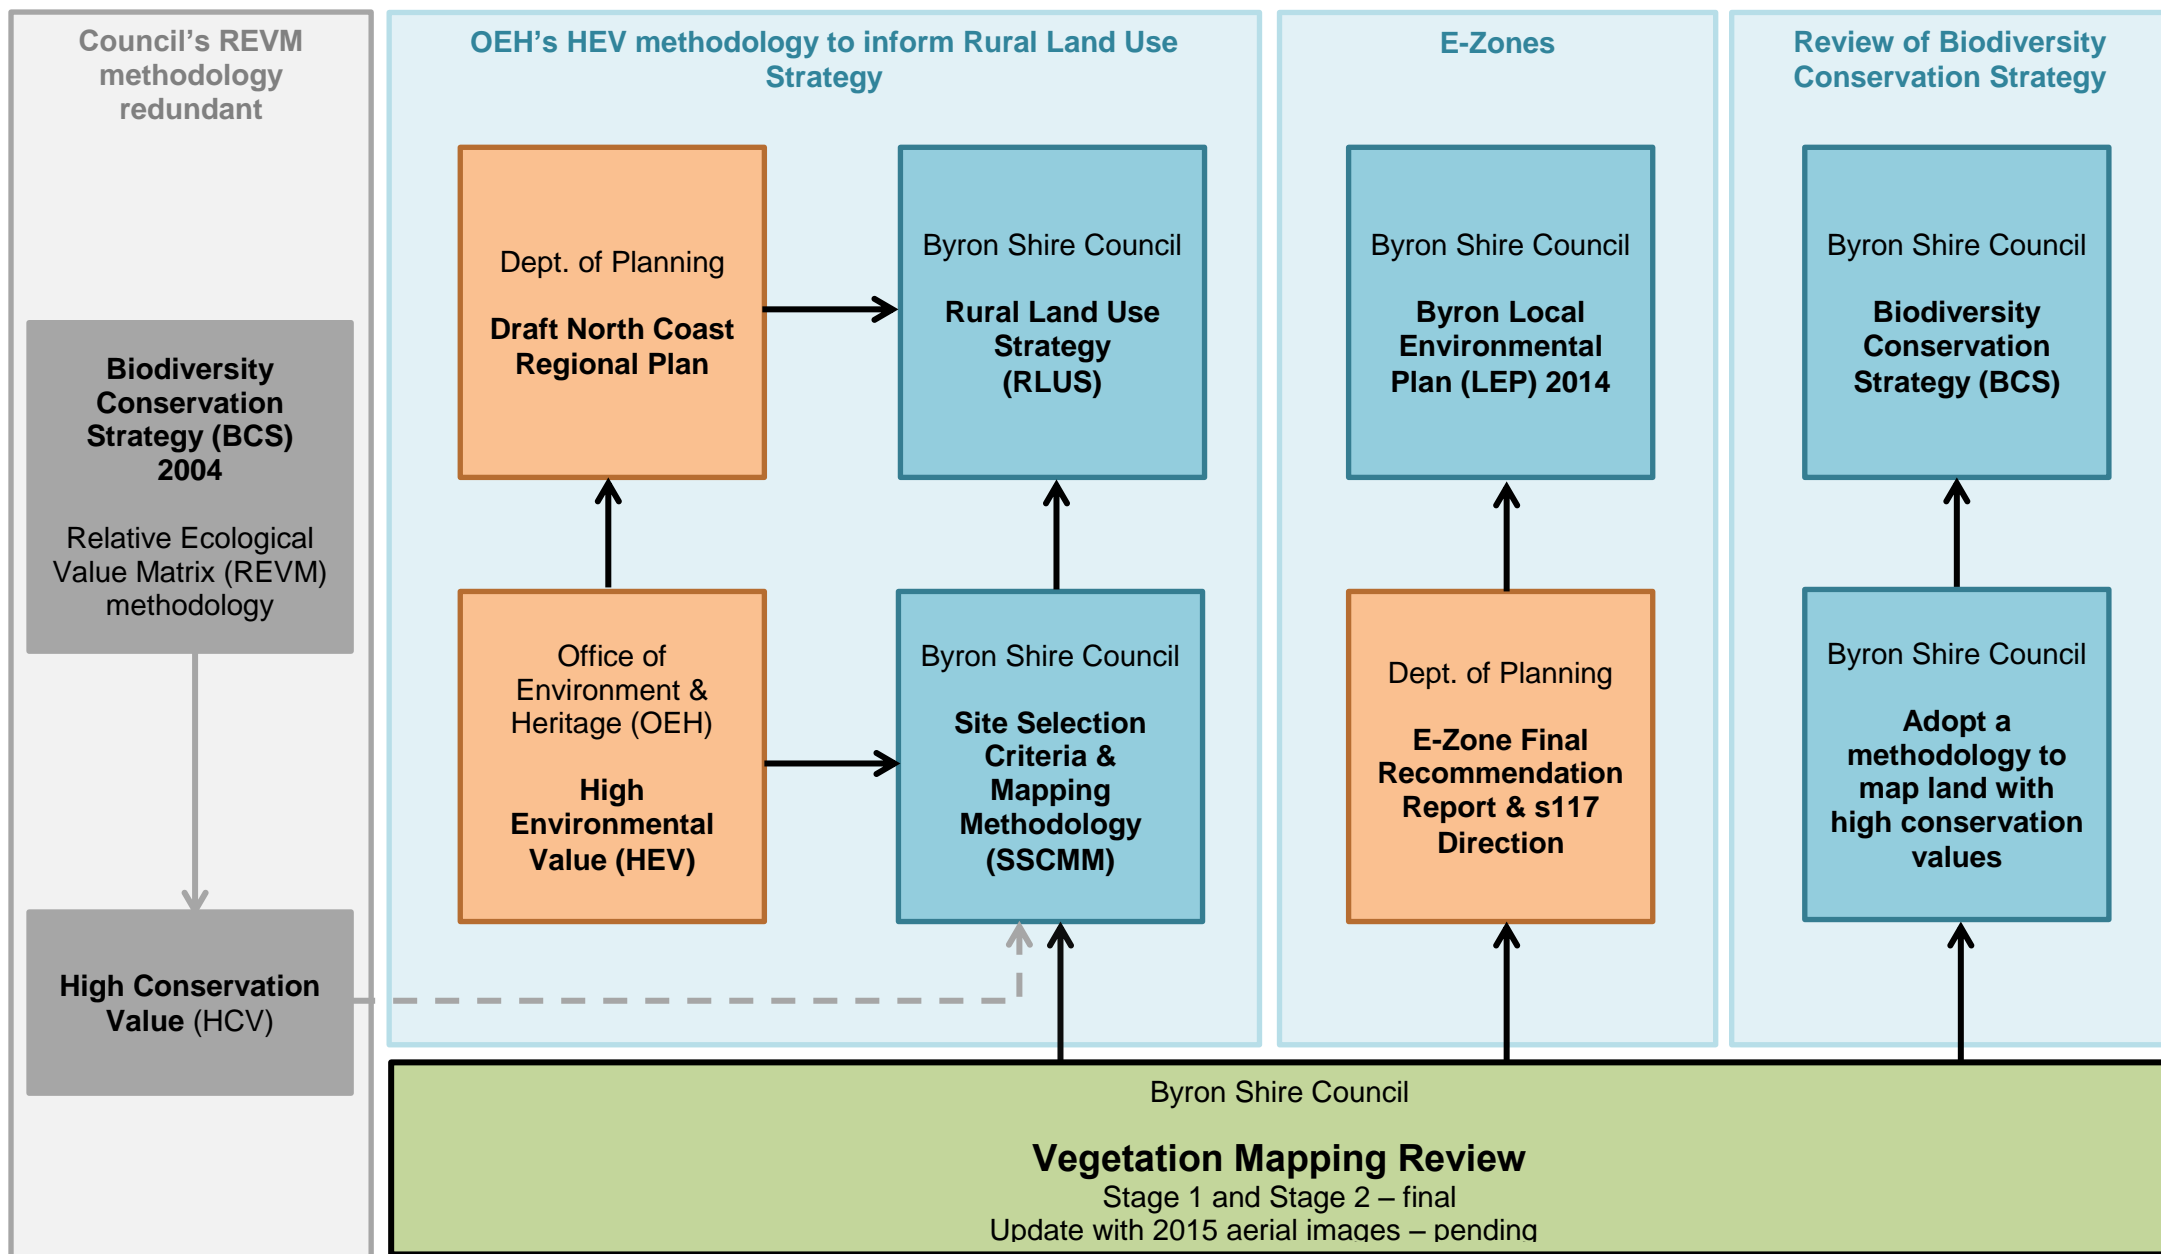 Council's REVM
methodology
redundant
Biodiversity
Conservation
Strategy (BCS)
2004
Relative Ecological
Value Matrix (REVM)
methodology
High Conservation
Value (HCV)
OEH's HEV methodology to inform Rural Land Use
Strategy
Dept. of Planning
Draft North Coast
Regional Plan
Byron Shire Council
Rural Land Use
Strategy
(RLUS)
Office of
Environment &
Heritage (OEH)
High
Environmental
Value (HEV)
Byron Shire Council
Site Selection
Criteria &
Mapping
Methodology
(SSCMM)
E-Zones
Byron Shire Council
Byron Local
Environmental
Plan (LEP) 2014
Dept. of Planning
E-Zone Final
Recommendation
Report & s117
Direction
Review of Biodiversity
Conservation Strategy
Byron Shire Council
Biodiversity
Conservation
Strategy (BCS)
Byron Shire Council
Adopt a
methodology to
map land with
high conservation
values
Byron Shire Council
Vegetation Mapping Review
Stage 1 and Stage 2 – final
Update with 2015 aerial images – pending